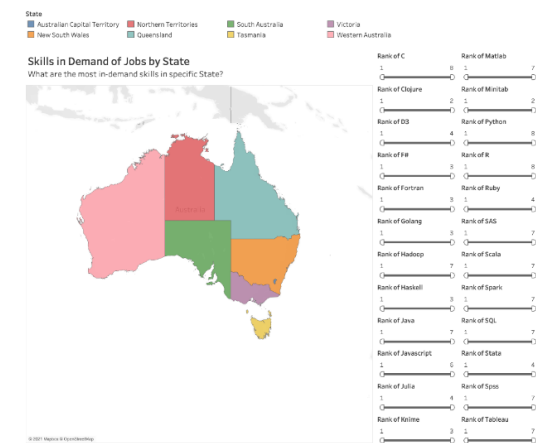 State
Australian Capital Territory Northern Territories South Australia Victoria
New South Wales Queensland Tasmania Western Australia
Skills in Demand of Jobs by State
What are the most in-demand skills in specific State?
Rank of C Rank of Matlab
1 8 1 7
Rank of Clojure Rank of Minitab
1 2 1 2
Rank of D3 Rank of Python
1 4 1 8
Rank of F# Rank of R
1 3 1 8
Rank of Fortran Rank of Ruby
1 3 1 4
Rank of Golang Rank of SAS
1 3 1 7
Rank of Hadoop Rank of Scala
1 7 1 7
Rank of Haskell Rank of Spark
1 3 1 7
Rank of Java Rank of SQL
1 7 1 7
Rank of Javascript Rank of Stata
1 6 1 4
Rank of Julia Rank of Spss
1 4 1 7
Rank of Knime Rank of Tableau
1 3 1 7
© 2021 Mapbox © OpenStreetMap